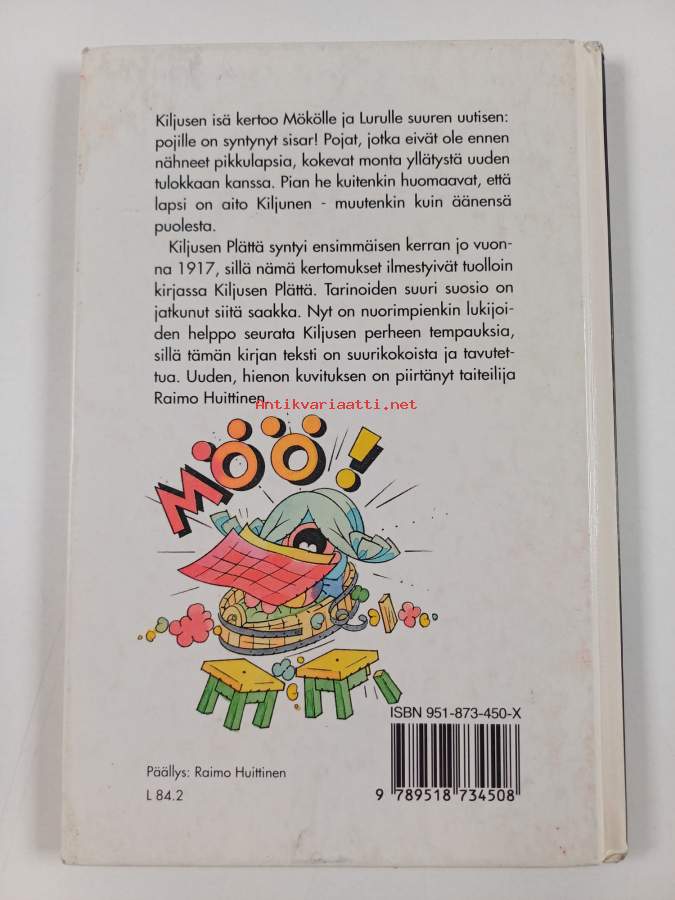 Kiljusen isä kertoo Mökölle ja Lurulle suuren uutisen:
pojille on syntynyt sisar! Pojat, jotka eivät ole ennen
nähneet pikkulapsia, kokevat monta yllätystä uuden
tulokkaan kanssa. Pian he kuitenkin huomaavat, että
lapsi on aito Kiljunen - muutenkin kuin äänensä
puolesta.
Kiljusen Plättä syntyi ensimmäisen kerran jo vuon-
na 1917, sillä nämä kertomukset ilmestyivät tuolloin
kirjassa Kiljusen Plättä. Tarinoiden suuri suosio on
jatkunut siitä saakka. Nyt on nuorimpienkin lukijoi-
den helppo seurata Kiljusen perheen tempauksia,
sillä tämän kirjan teksti on suurikokoista ja tavutet-
tua. Uuden, hienon kuvituksen on piirtänyt taiteilija
Raimo Huittinen.
Antikvariaatti.net
MÖÖ!
ISBN 951-873-450-X
Päällys: Raimo Huittinen
L 84.2
9 789518 734508